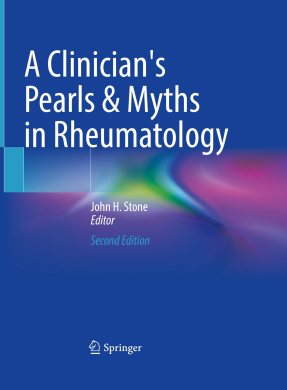 A Clinician's
Pearls & Myths
in Rheumatology
John H. Stone
Editor
Second Edition
Springer